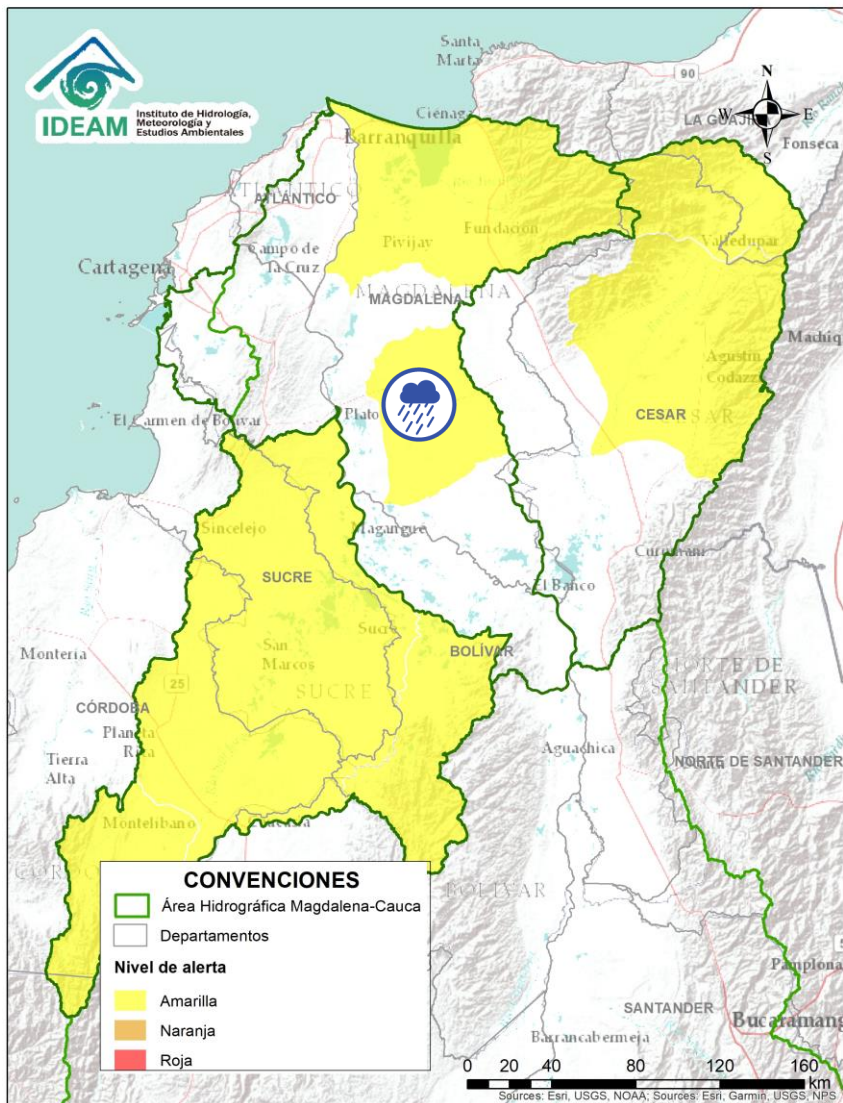 IDEAM
Instituto de Hidrología,
Meteorología y
Estudios Ambientales
Santa
Marta
90
N
W
E
S
LA GUAJIRA
Fonseca
Ciénaga
Barranquilla
ATLÁNTICO
ATLÁNTICO
Pivijay
Fundación
Valledupar
Campo de
la Cruz
Cartagena
MAGDALENA
MAGDALENA
Agustín
Codazzi
El Carmen de Bolívar
Plato
CESAR
Sincelejo
Magangue
SUCRE
El Banco
Sucre
San
Marcos
BOLÍVAR
Montería
SUCRE
25
NORTE DE
SANTANDER
CÓRDOBA
Planeta
Rica
Tierra
Alta
Aguachica
NORTE DE SANTANDER
Montelibano
BOLÍVAR
CONVENCIONES
Área Hidrográfica Magdalena-Cauca
Departamentos
Nivel de alerta
Amarilla
Naranja
Roja
Pamplona
SANTANDER
Bucaramang
Barrancabermeja
0 20 40 80 120 160
km
Sources: Esri, USGS, NOAA; Sources: Esri, Garmin, USGS, NPS